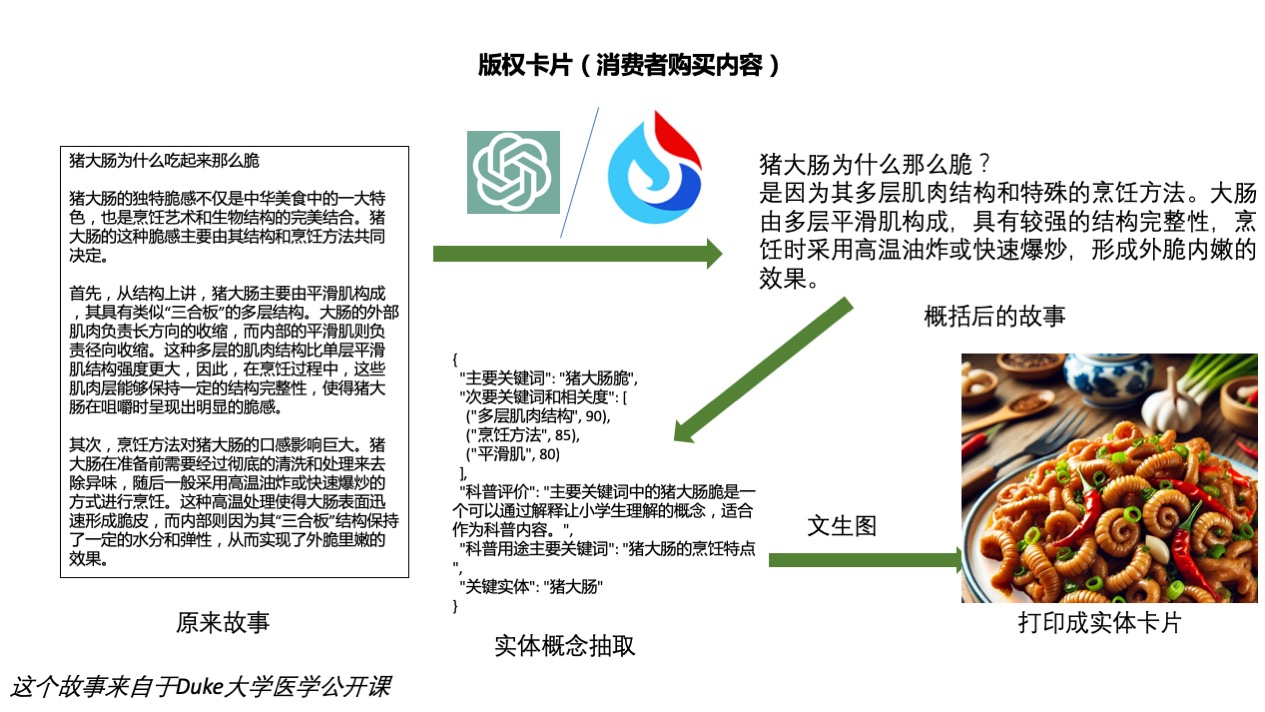 版权卡片（消费者购买内容）
猪大肠为什么吃起来那么脆
猪大肠的独特脆感不仅是中华美食中的一大特
色，也是烹饪艺术和生物结构的完美结合。猪
大肠的这种脆感主要由其结构和烹饪方法共同
决定。
首先，从结构上讲，猪大肠主要由平滑肌构成
，其具有类似“三合板”的多层结构。大肠的外部
肌肉负责长方向的收缩，而内部的平滑肌则负
责径向收缩。这种多层的肌肉结构比单层平滑
肌结构强度更大，因此，在烹饪过程中，这些
肌肉层能够保持一定的结构完整性，使得猪大
肠在咀嚼时呈现出明显的脆感。
其次，烹饪方法对猪大肠的口感影响巨大。猪
大肠在准备前需要经过彻底的清洗和处理来去
除异味，随后一般采用高温油炸或快速爆炒的
方式进行烹饪。这种高温处理使得大肠表面迅
速形成脆皮，而内部则因为其“三合板”结构保持
了一定的水分和弹性，从而实现了外脆里嫩的
效果。
原来故事
这个故事来自于Duke大学医学公开课
猪大肠为什么那么脆？
是因为其多层肌肉结构和特殊的烹饪方法。大肠
由多层平滑肌构成，具有较强的结构完整性，烹
饪时采用高温油炸或快速爆炒，形成外脆内嫩的
效果。
概括后的故事
{
"主要关键词": "猪大肠脆",
"次要关键词和相关度": [
("多层肌肉结构", 90),
("烹饪方法", 85),
("平滑肌", 80)
],
"科普评价": "主要关键词中的猪大肠脆是一
个可以通过解释让小学生理解的概念，适合
作为科普内容。",
"科普用途主要关键词": "猪大肠的烹饪特点
",
"关键实体": "猪大肠"
}
实体概念抽取
文生图
打印成实体卡片